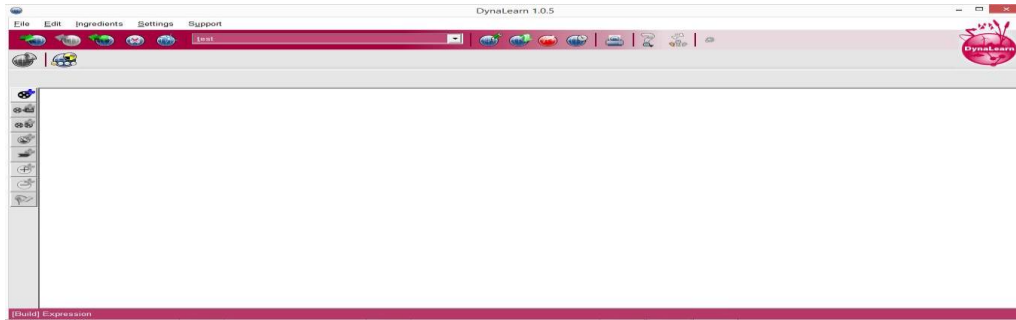 DynaLearn 1.0.5
File Edit Ingredients Settings Support
test
DynaLearn
[Build] Expression